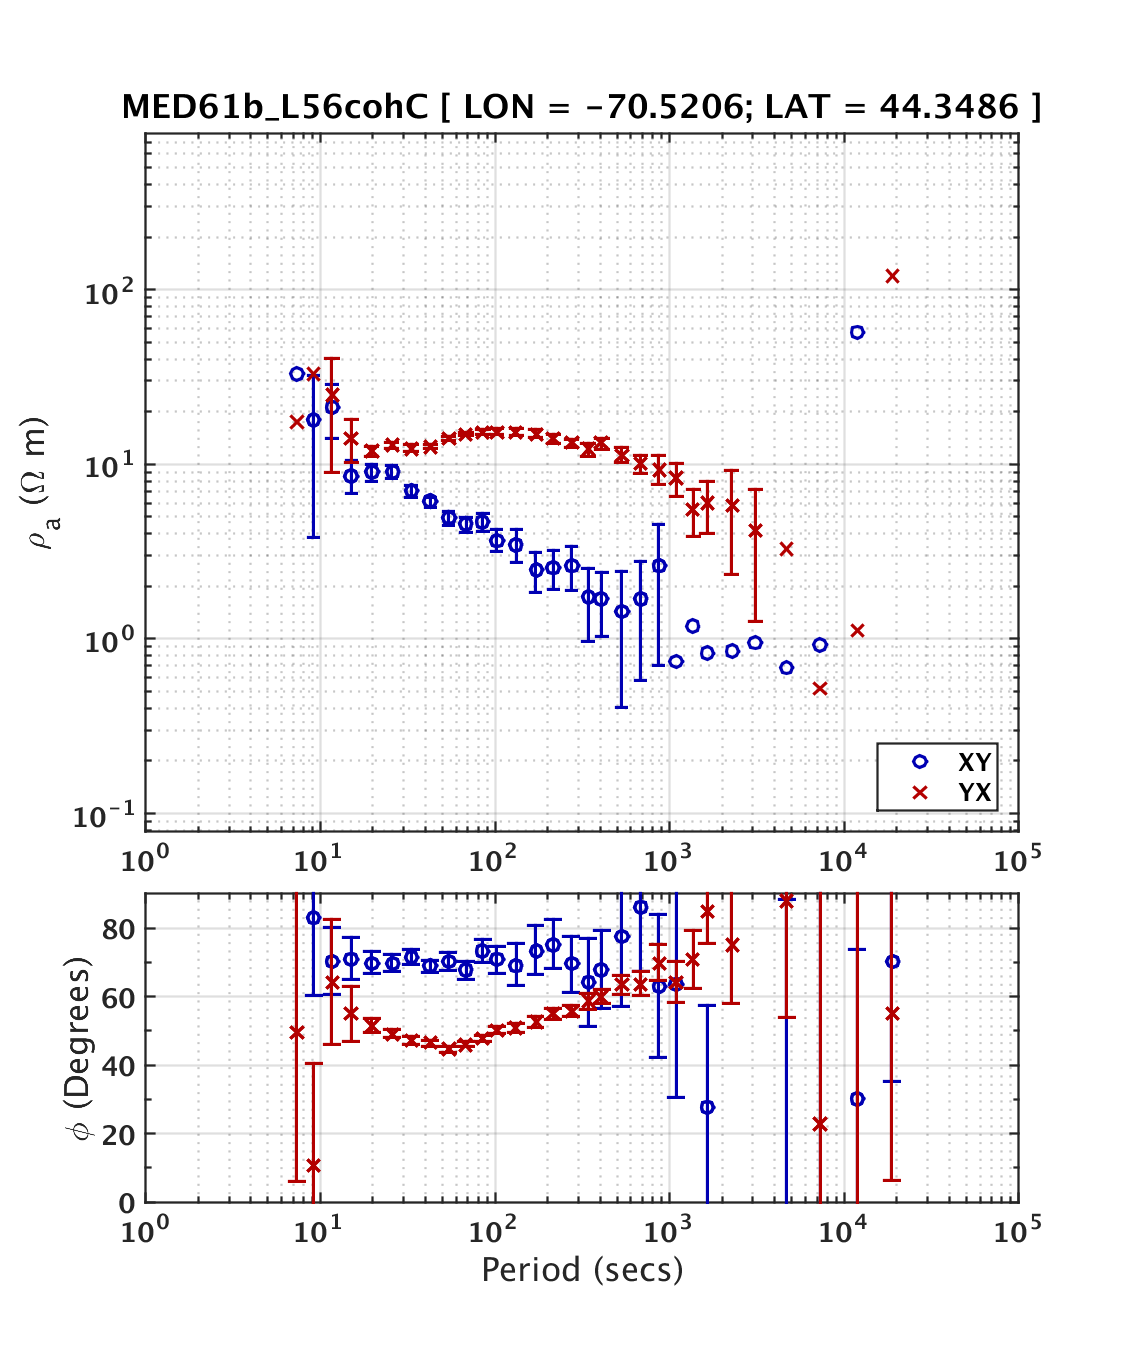 MED61b_L56cohC [ LON = −70.5206; LAT = 44.3486 ]
10²
10¹
10⁰
10⁻¹
ρₐ (Ω m)
XY
YX
10⁰ 10¹ 10² 10³ 10⁴ 10⁵
80
60
40
20
0
ϕ (Degrees)
10⁰ 10¹ 10² 10³ 10⁴ 10⁵
Period (secs)